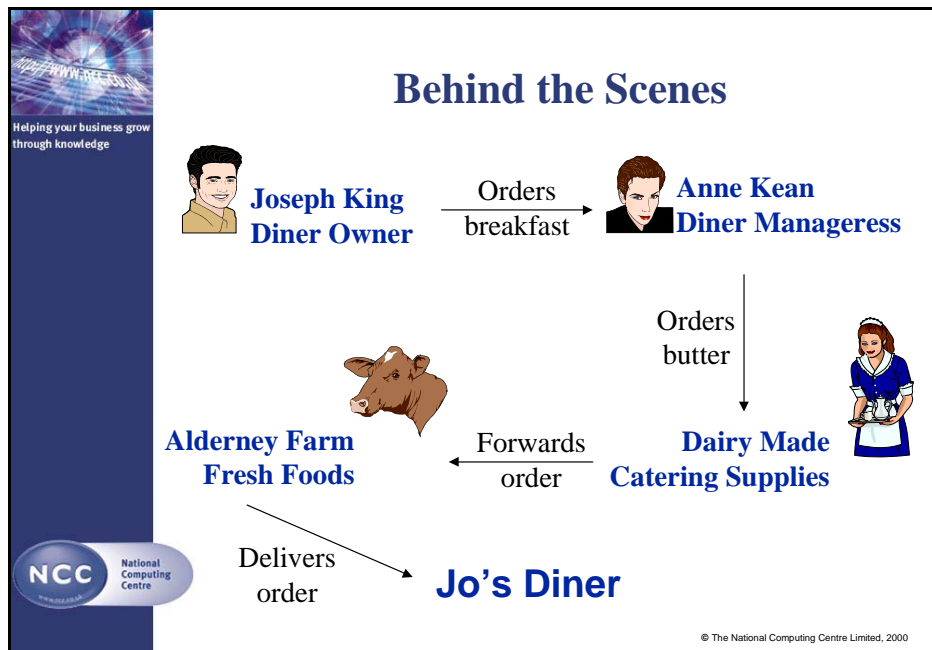 http://www.ncc.co.uk
Helping your business grow
through knowledge
Behind the Scenes
Joseph King
Diner Owner
Orders
breakfast
Anne Kean
Diner Manageress
Orders
butter
Dairy Made
Catering Supplies
Forwards
order
Alderney Farm
Fresh Foods
Delivers
order
Jo's Diner
NCC
www.ncc.co.uk
National
Computing
Centre
© The National Computing Centre Limited, 2000